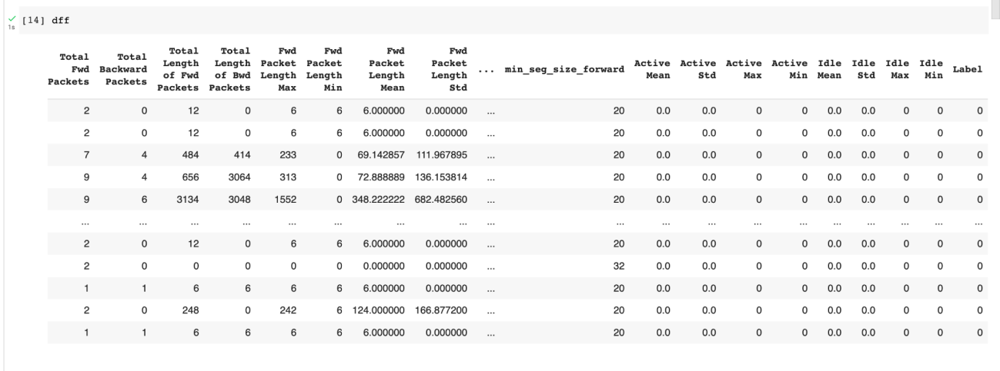 [14] dff
1s
Total Fwd Packets Total Backward Packets Total Length of Fwd Packets Total Length of Bwd Packets Fwd Packet Length Max Fwd Packet Length Min Fwd Packet Length Mean Fwd Packet Length Std ... min_seg_size_forward Active Mean Active Std Active Max Active Min Idle Mean Idle Std Idle Max Idle Min Label
2 0 12 0 6 6 6.000000 0.000000 ... 20 0.0 0.0 0 0 0.0 0.0 0 0 0
2 0 12 0 6 6 6.000000 0.000000 ... 20 0.0 0.0 0 0 0.0 0.0 0 0 0
7 4 484 414 233 0 69.142857 111.967895 ... 20 0.0 0.0 0 0 0.0 0.0 0 0 0
9 4 656 3064 313 0 72.888889 136.153814 ... 20 0.0 0.0 0 0 0.0 0.0 0 0 0
9 6 3134 3048 1552 0 348.222222 682.482560 ... 20 0.0 0.0 0 0 0.0 0.0 0 0 0
... ... ... ... ... ... ... ... ... ... ... ... ... ... ... ... ... ... ...
2 0 12 0 6 6 6.000000 0.000000 ... 20 0.0 0.0 0 0 0.0 0.0 0 0 0
2 0 0 0 0 0 0.000000 0.000000 ... 32 0.0 0.0 0 0 0.0 0.0 0 0 0
1 1 6 6 6 6 6.000000 0.000000 ... 20 0.0 0.0 0 0 0.0 0.0 0 0 0
2 0 248 0 242 6 124.000000 166.877200 ... 20 0.0 0.0 0 0 0.0 0.0 0 0 0
1 1 6 6 6 6 6.000000 0.000000 ... 20 0.0 0.0 0 0 0.0 0.0 0 0 0